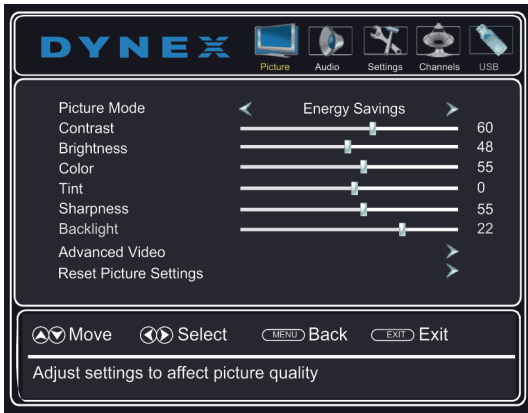 DYNEX
Picture Audio Settings Channels USB
Picture Mode Energy Savings
Contrast 60
Brightness 48
Color 55
Tint 0
Sharpness 55
Backlight 22
Advanced Video
Reset Picture Settings
Move Select MENU Back EXIT Exit
Adjust settings to affect picture quality